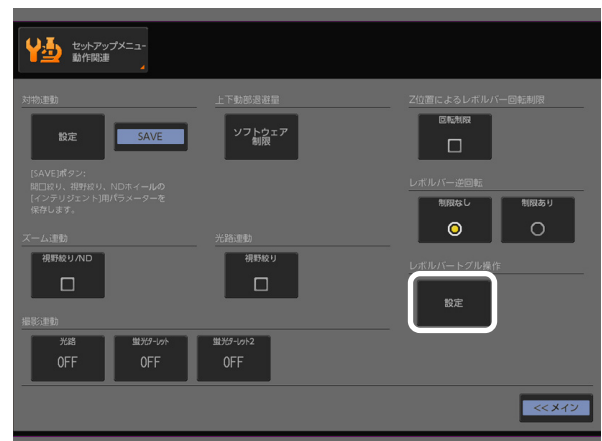 セットアップメニュー
動作関連
対物連動
設定
SAVE
[SAVE]ボタン:
開口絞り、視野絞り、NDホイールの
[インテリジェント]用パラメーターを
保存します。
ズーム連動
視野絞り/ND
撮影連動
光路
OFF
蛍光ターレット
OFF
蛍光ターレット2
OFF
上下動部退避量
ソフトウェア
制限
光路連動
視野絞り
Z位置によるレボルバー回転制限
回転制限
レボルバー逆回転
制限なし
制限あり
レボルバートグル操作
設定
<<メイン